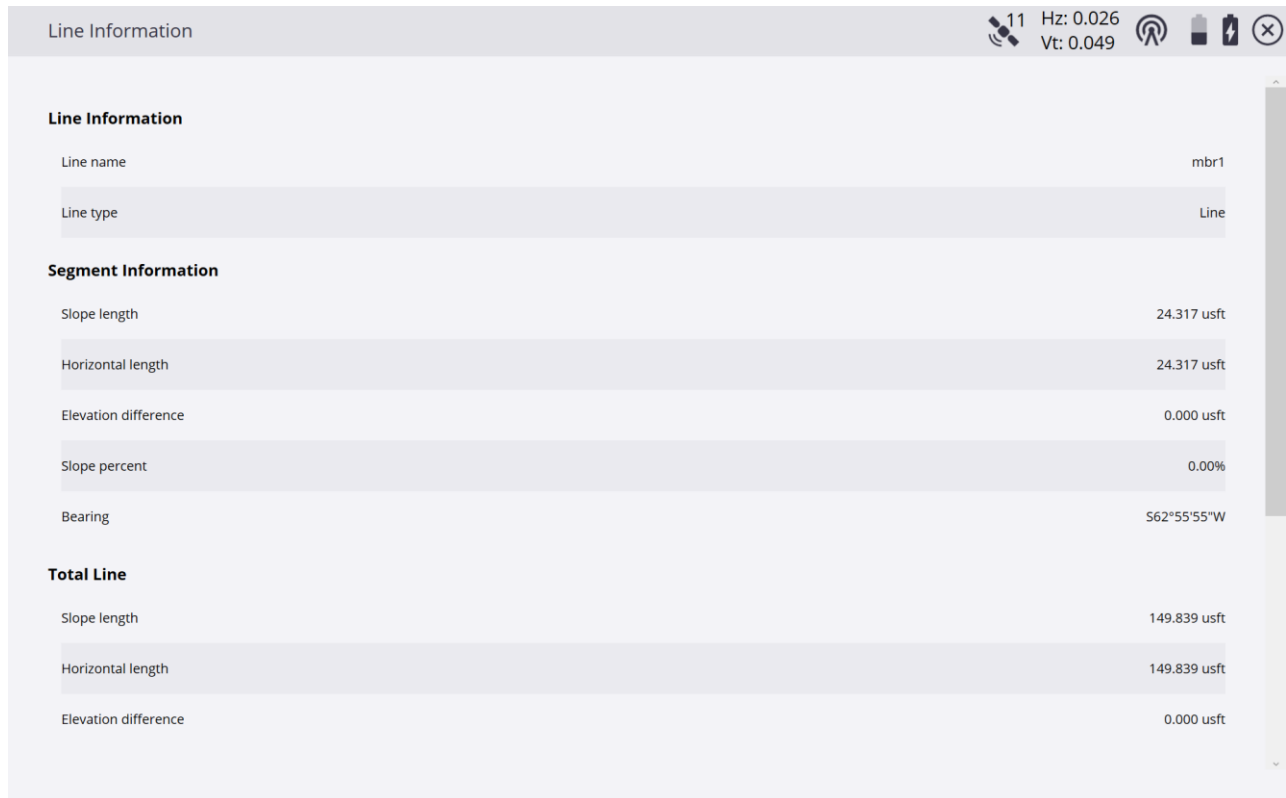 Line Information
11
Hz: 0.026
Vt: 0.049
Line Information
Line name mbr1
Line type Line
Segment Information
Slope length 24.317 usft
Horizontal length 24.317 usft
Elevation difference 0.000 usft
Slope percent 0.00%
Bearing S62°55'55"W
Total Line
Slope length 149.839 usft
Horizontal length 149.839 usft
Elevation difference 0.000 usft